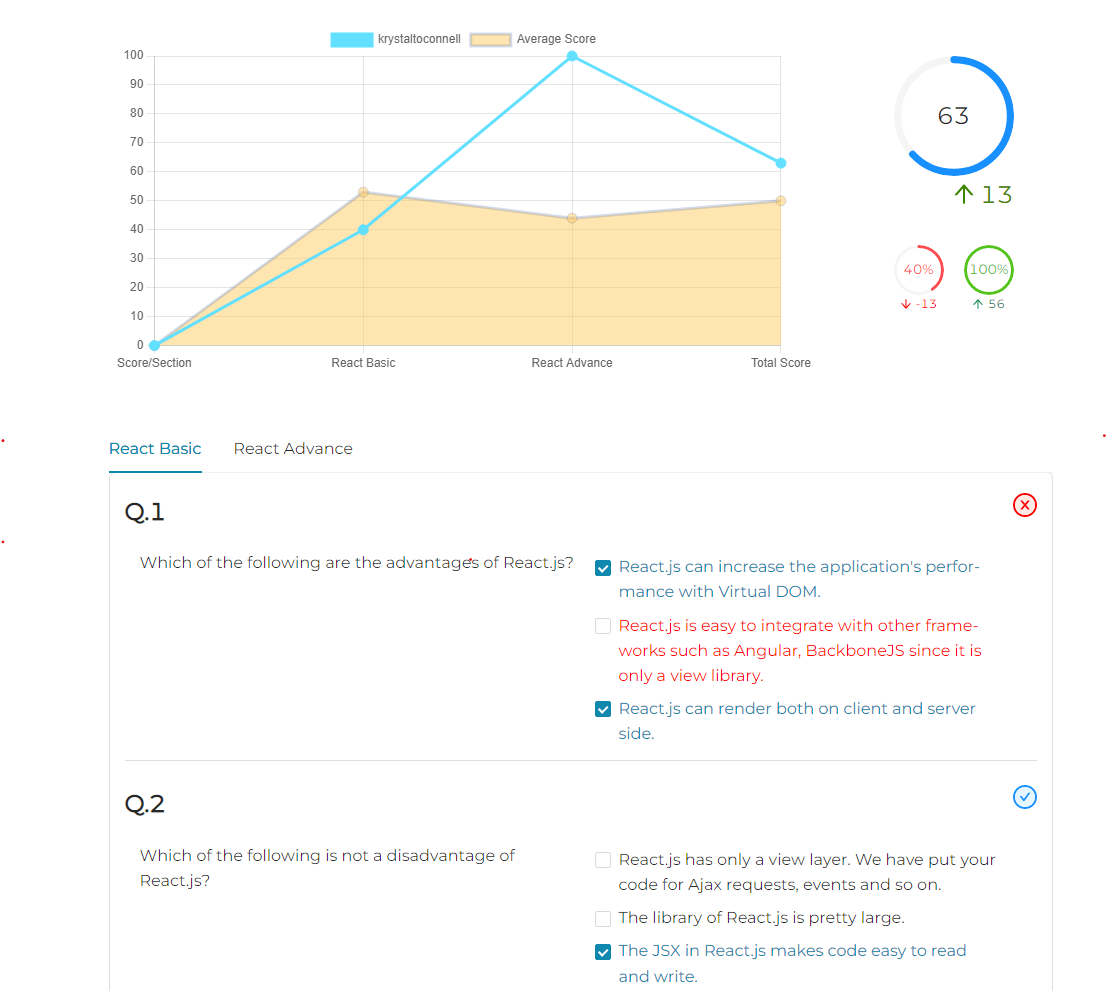 krystaltoconnell Average Score
100
90
80
70
60
50
40
30
20
10
0
Score/Section React Basic React Advance Total Score
63
13
40% 100%
-13 56
React Basic React Advance
Q.1
Which of the following are the advantages of React.js?
React.js can increase the application's perfor-
mance with Virtual DOM.
React.js is easy to integrate with other frame-
works such as Angular, BackboneJS since it is
only a view library.
React.js can render both on client and server
side.
Q.2
Which of the following is not a disadvantage of
React.js?
React.js has only a view layer. We have put your
code for Ajax requests, events and so on.
The library of React.js is pretty large.
The JSX in React.js makes code easy to read
and write.